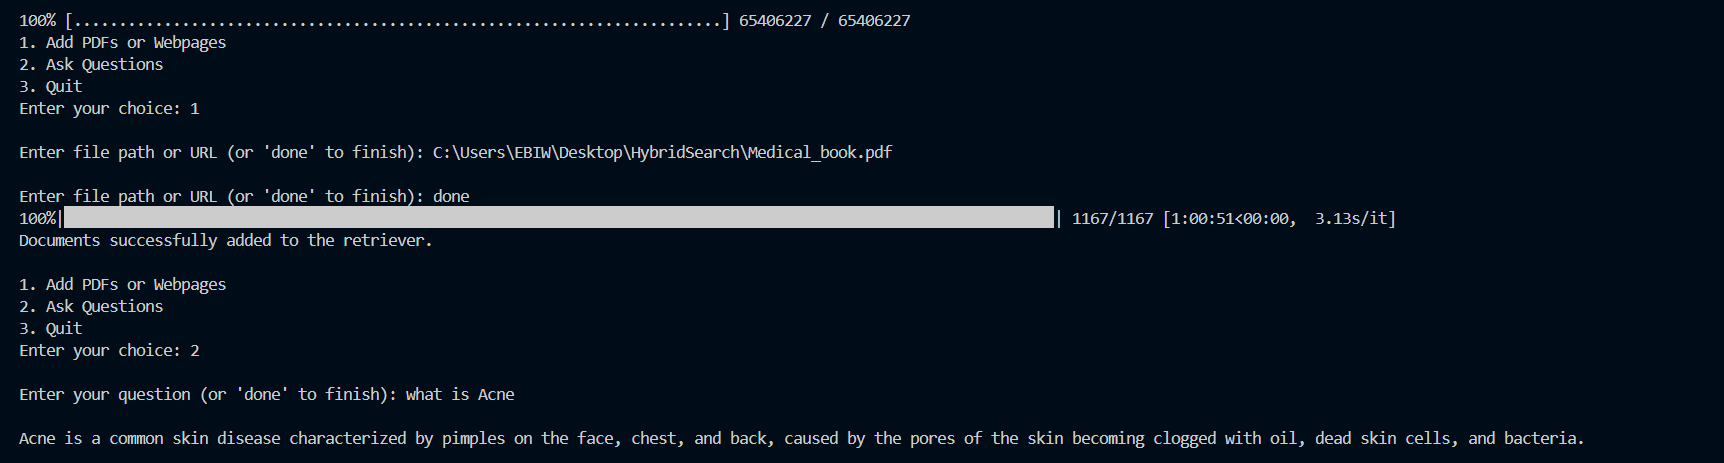 100% [........................................................................] 65406227 / 65406227
1. Add PDFs or Webpages
2. Ask Questions
3. Quit
Enter your choice: 1
Enter file path or URL (or 'done' to finish): C:\Users\EBIW\Desktop\HybridSearch\Medical_book.pdf
Enter file path or URL (or 'done' to finish): done
100%| | 1167/1167 [1:00:51<00:00, 3.13s/it]
Documents successfully added to the retriever.
1. Add PDFs or Webpages
2. Ask Questions
3. Quit
Enter your choice: 2
Enter your question (or 'done' to finish): what is Acne
Acne is a common skin disease characterized by pimples on the face, chest, and back, caused by the pores of the skin becoming clogged with oil, dead skin cells, and bacteria.